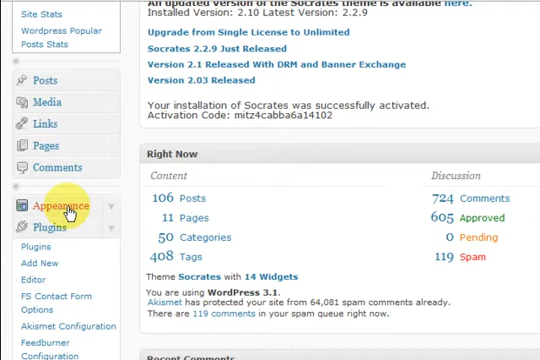 Site Stats
Wordpress Popular
Posts Stats
Posts
Media
Links
Pages
Comments
Appearance
Plugins
Plugins
Add New
Editor
FS Contact Form
Options
Akismet Configuration
Feedburner
Configuration
An updated version of the Socrates theme is available here.
Installed Version: 2.10 Latest Version: 2.2.9
Upgrade from Single License to Unlimited
Socrates 2.2.9 Just Released
Version 2.1 Released With DRM and Banner Exchange
Version 2.03 Released
Your installation of Socrates was successfully activated.
Activation Code: mitz4cabba6a14102
Right Now
Content Discussion
106 Posts 724 Comments
11 Pages 605 Approved
50 Categories 0 Pending
408 Tags 119 Spam
Theme Socrates with 14 Widgets
You are using WordPress 3.1.
Akismet has protected your site from 64,081 spam comments already.
There are 119 comments in your spam queue right now.
Recent Comments